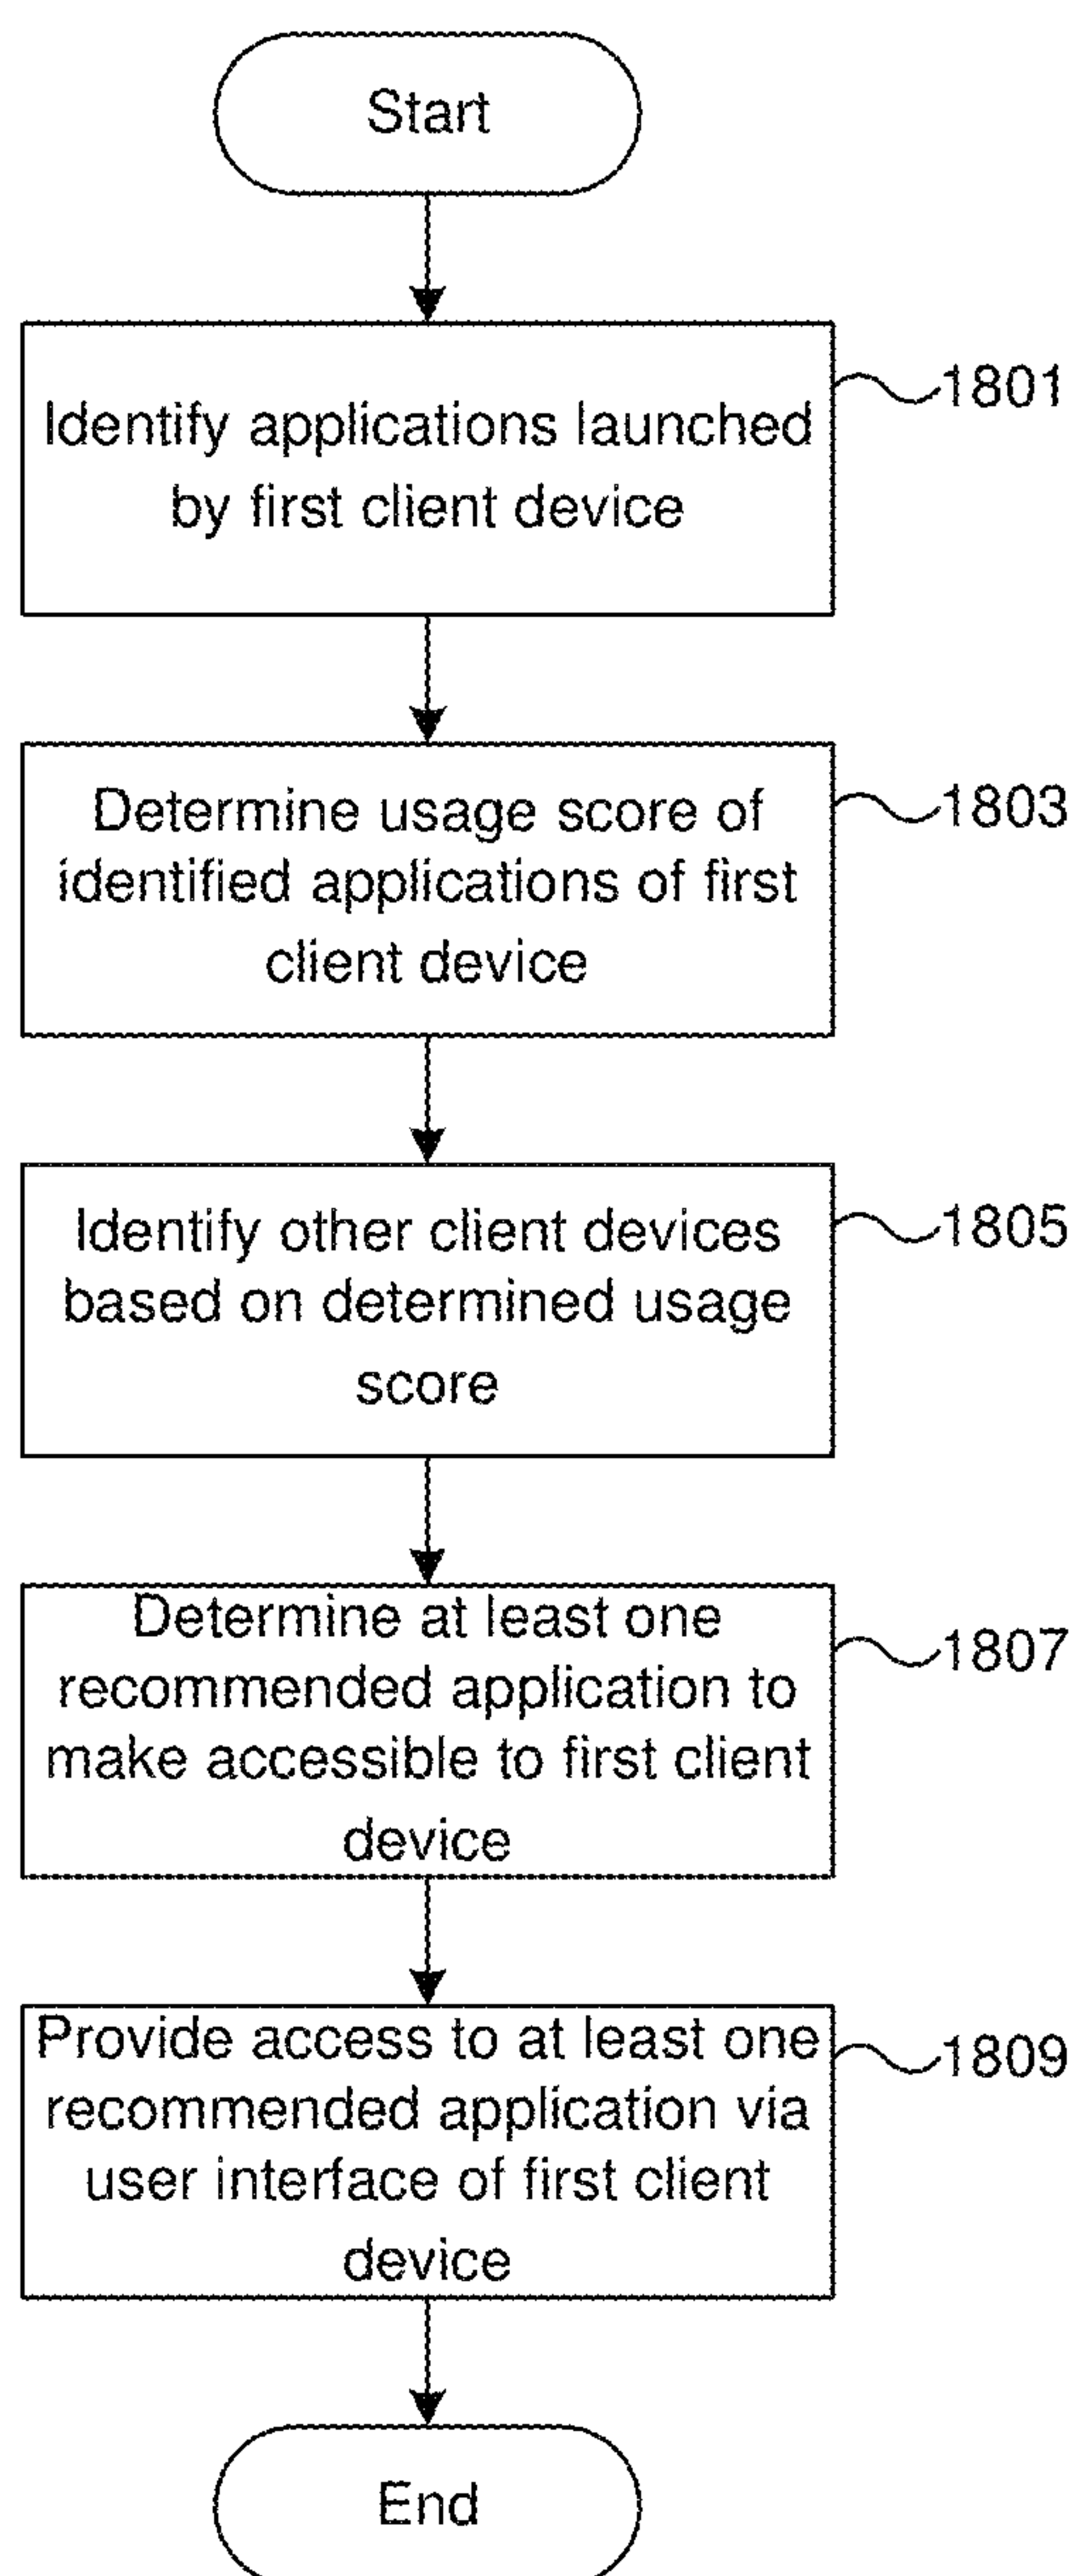 Start
Identify applications launched
by first client device
1801
Determine usage score of
identified applications of first
client device
1803
Identify other client devices
based on determined usage
score
1805
Determine at least one
recommended application to
make accessible to first client
device
1807
Provide access to at least one
recommended application via
user interface of first client
device
1809
End